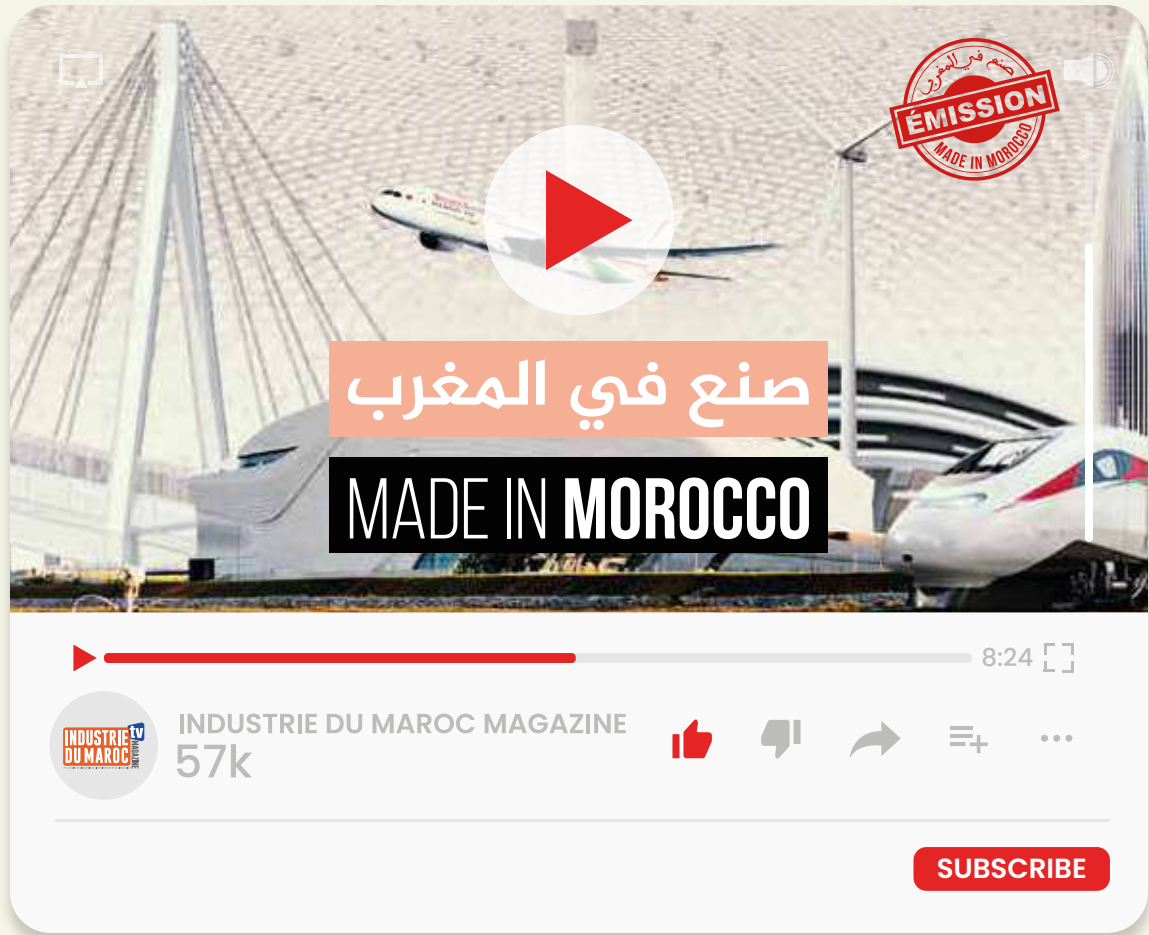 صنع في المغرب
ÉMISSION
MADE IN MOROCCO
صنع في المغرب
MADE IN MOROCCO
8:24
INDUSTRIE DU MAROC tv MAGAZINE
INDUSTRIE DU MAROC MAGAZINE
57k
SUBSCRIBE